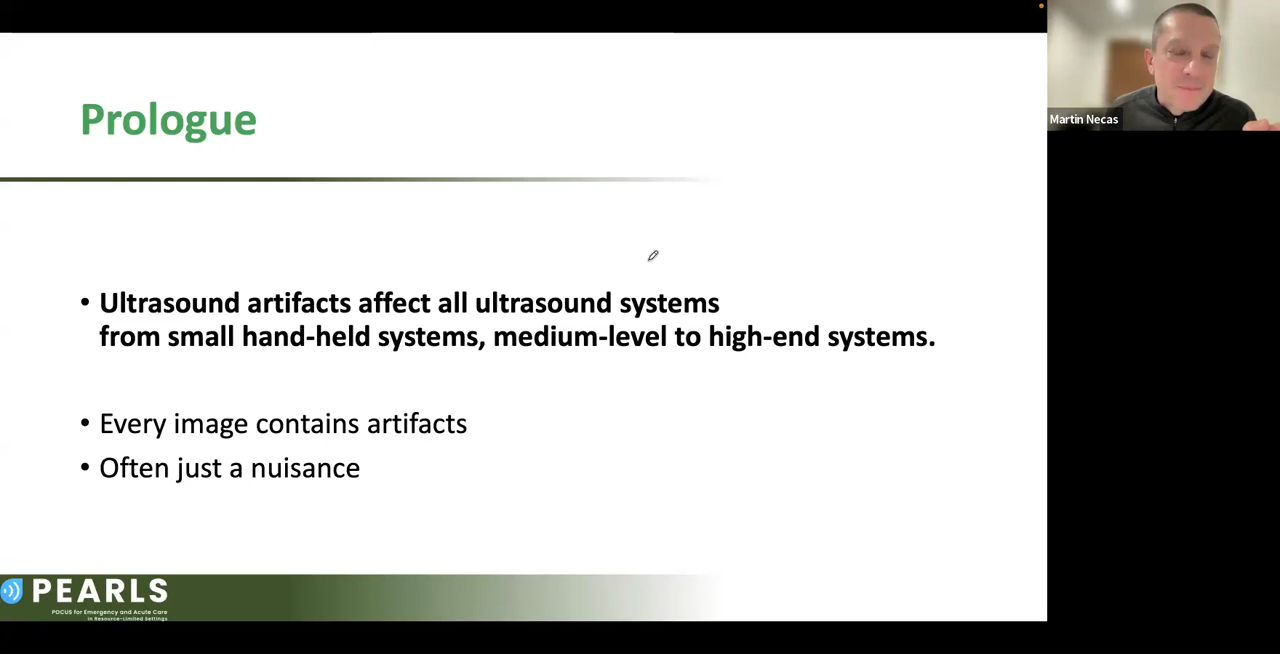 Prologue
Martin Necas
• Ultrasound artifacts affect all ultrasound systems
from small hand-held systems, medium-level to high-end systems.
• Every image contains artifacts
• Often just a nuisance
PEARLS
POCUS for Emergency and Acute Care
in Resource-Limited Settings